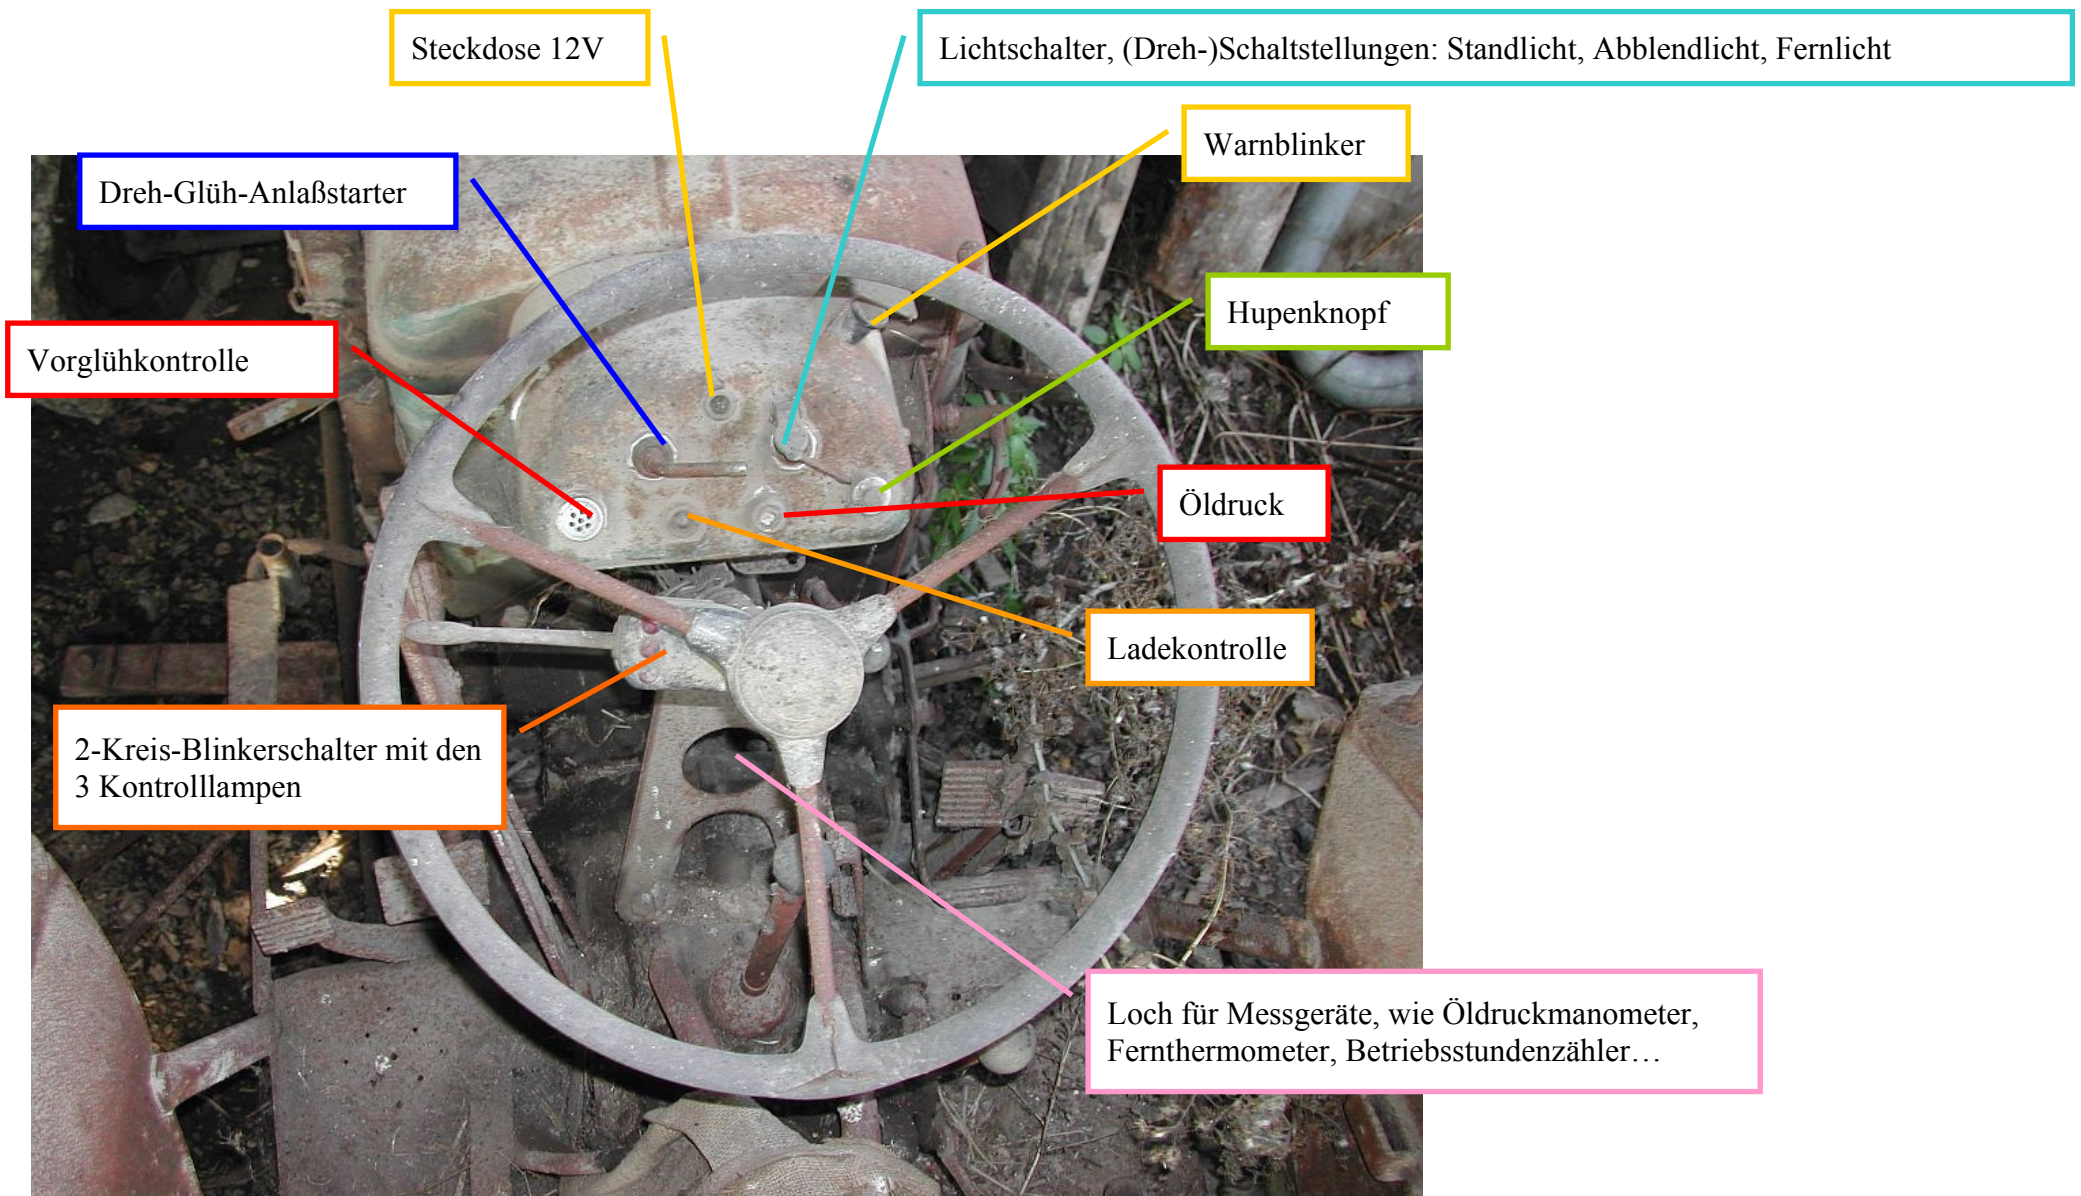 Steckdose 12V
Lichtschalter, (Dreh-)Schaltstellungen: Standlicht, Abblendlicht, Fernlicht
Warnblinker
Dreh-Glüh-Anlaßstarter
Hupenknopf
Vorglühkontrolle
Öldruck
Ladekontrolle
2-Kreis-Blinkerschalter mit den
3 Kontrolllampen
Loch für Messgeräte, wie Öldruckmanometer,
Fernthermometer, Betriebsstundenzähler…